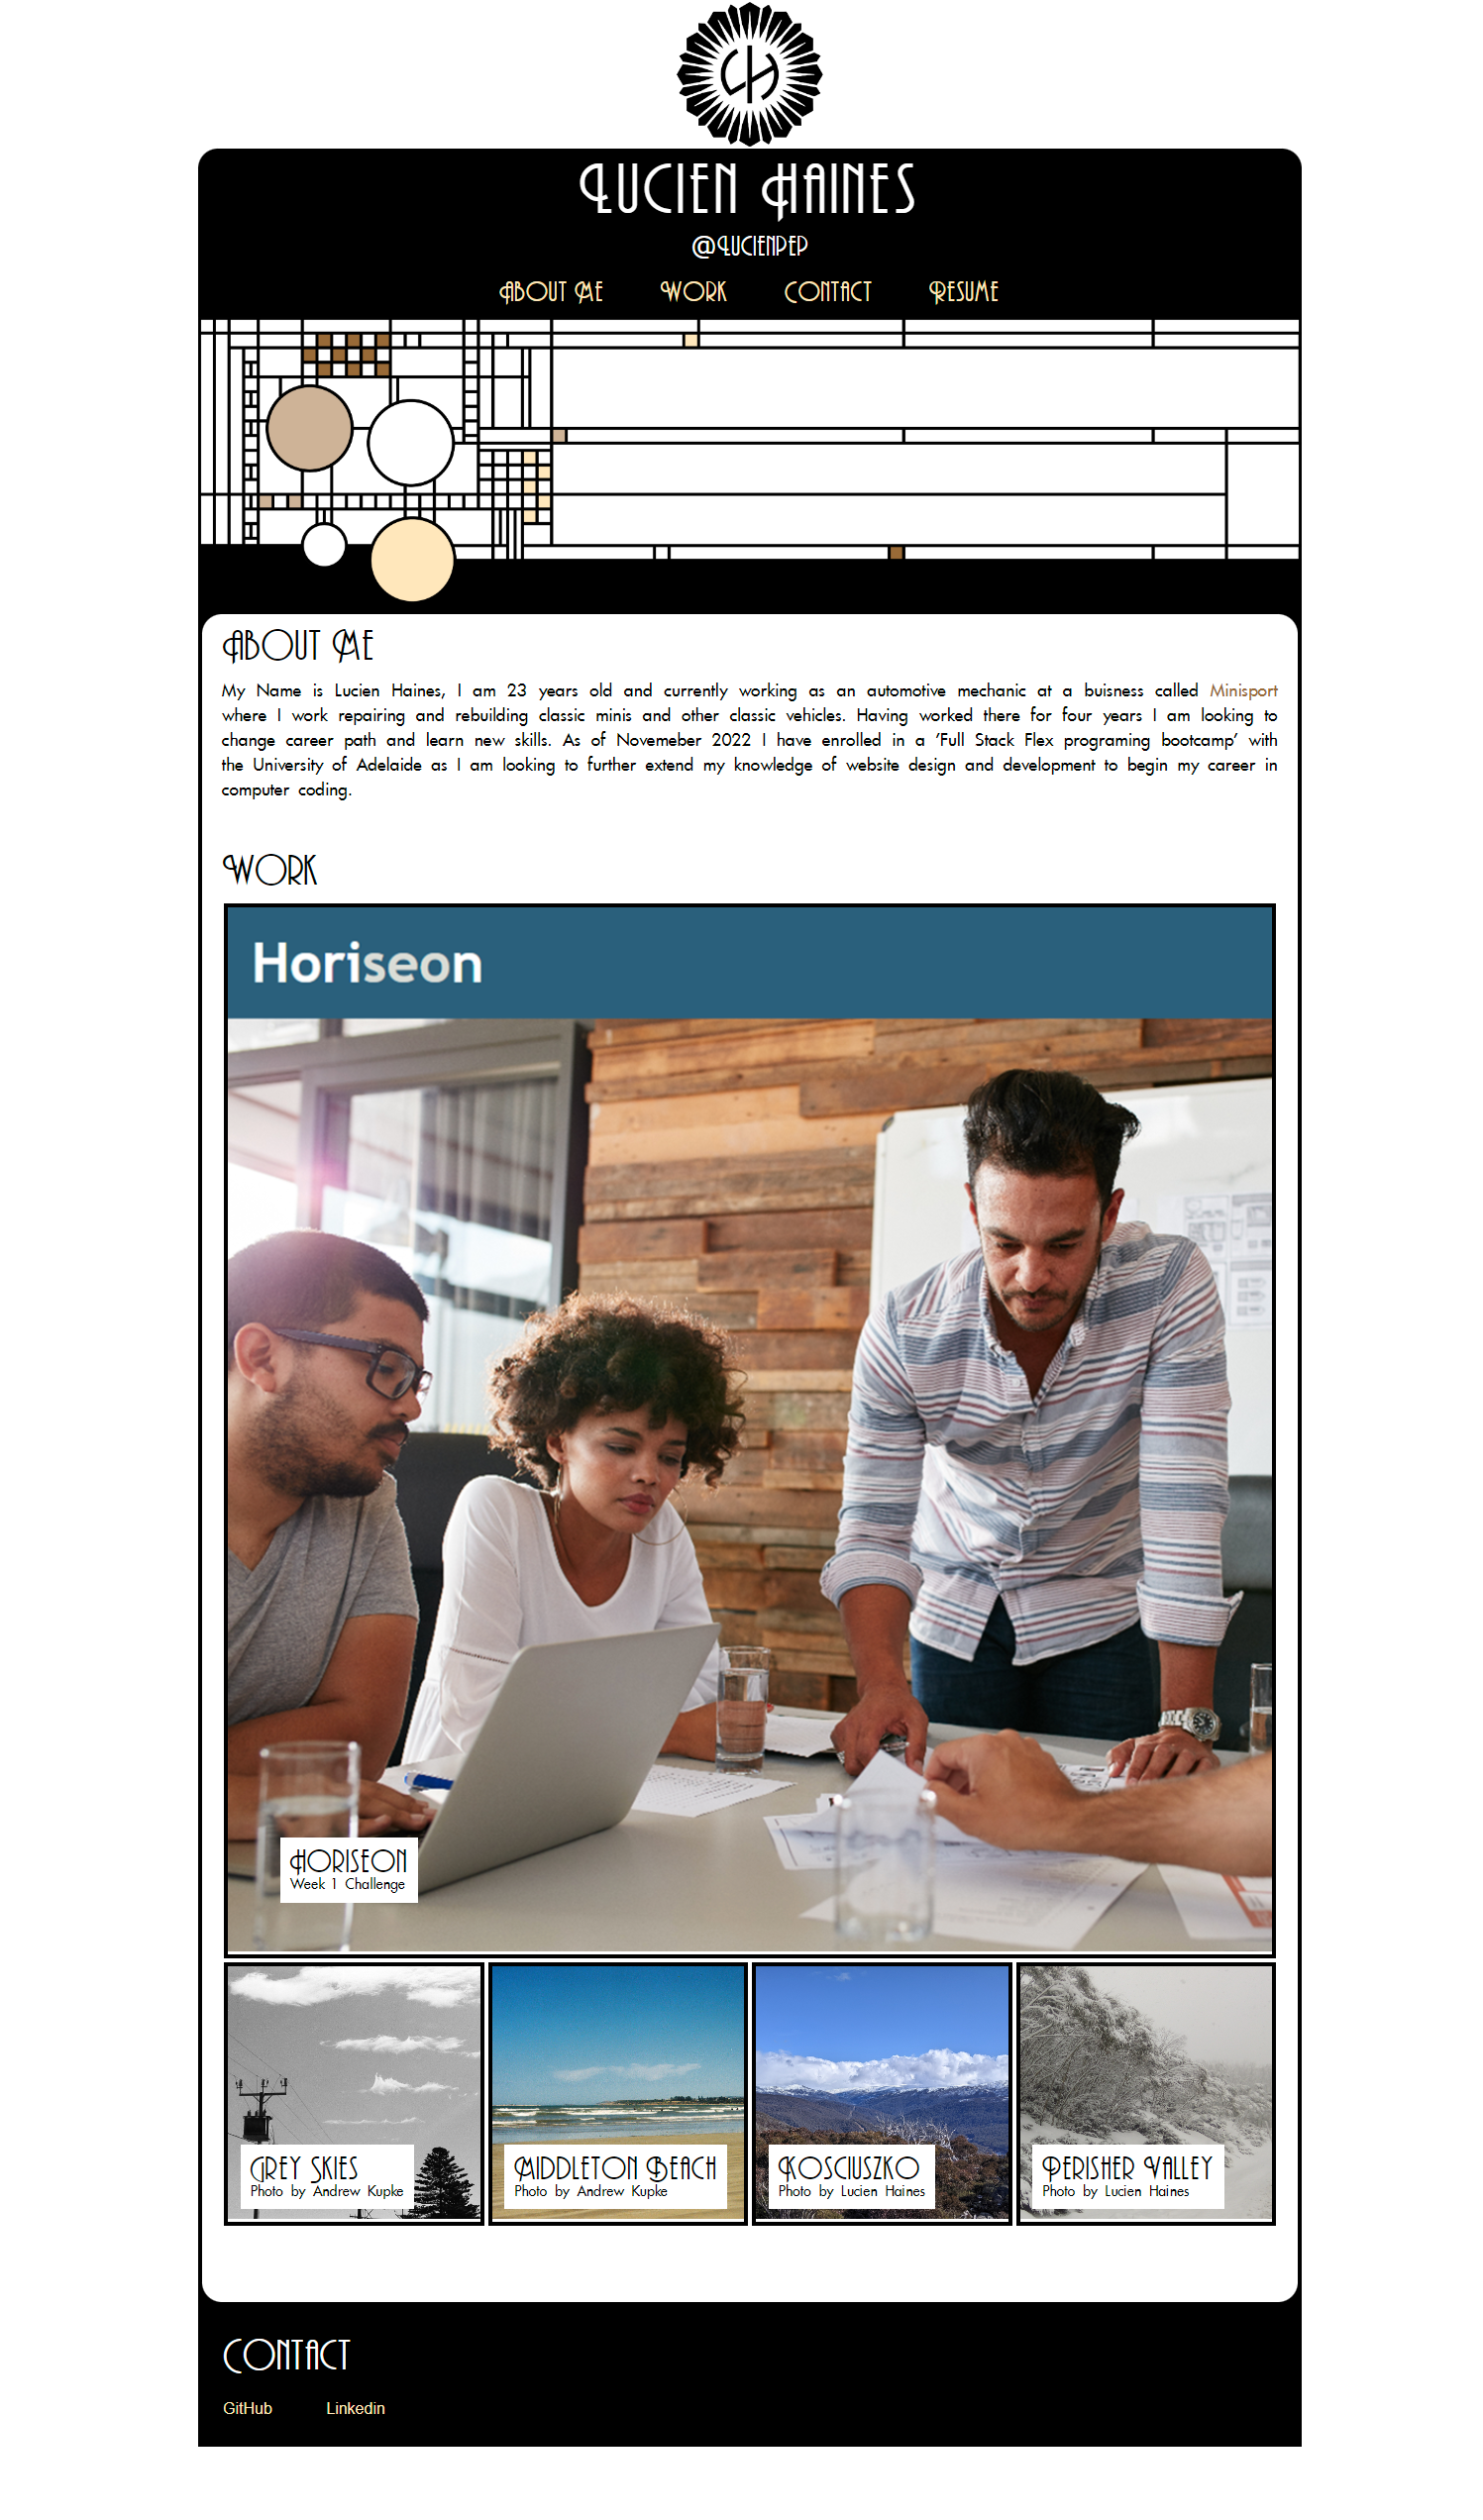 LUCIEN HAINES
@LUCIENPEP
ABOUT ME WORK CONTACT RESUME
ABOUT ME
My Name is Lucien Haines, I am 23 years old and currently working as an automotive mechanic at a buisness called Minisport
where I work repairing and rebuilding classic minis and other classic vehicles. Having worked there for four years I am looking to
change career path and learn new skills. As of Novemeber 2022 I have enrolled in a ‘Full Stack Flex programing bootcamp’ with
the University of Adelaide as I am looking to further extend my knowledge of website design and development to begin my career in
computer coding.
WORK
Horiseon
HORISEON
Week 1 Challenge
GREY SKIES
Photo by Andrew Kupke
MIDDLETON BEACH
Photo by Andrew Kupke
KOSCIUSZKO
Photo by Lucien Haines
PERISHER VALLEY
Photo by Lucien Haines
CONTACT
GitHub Linkedin